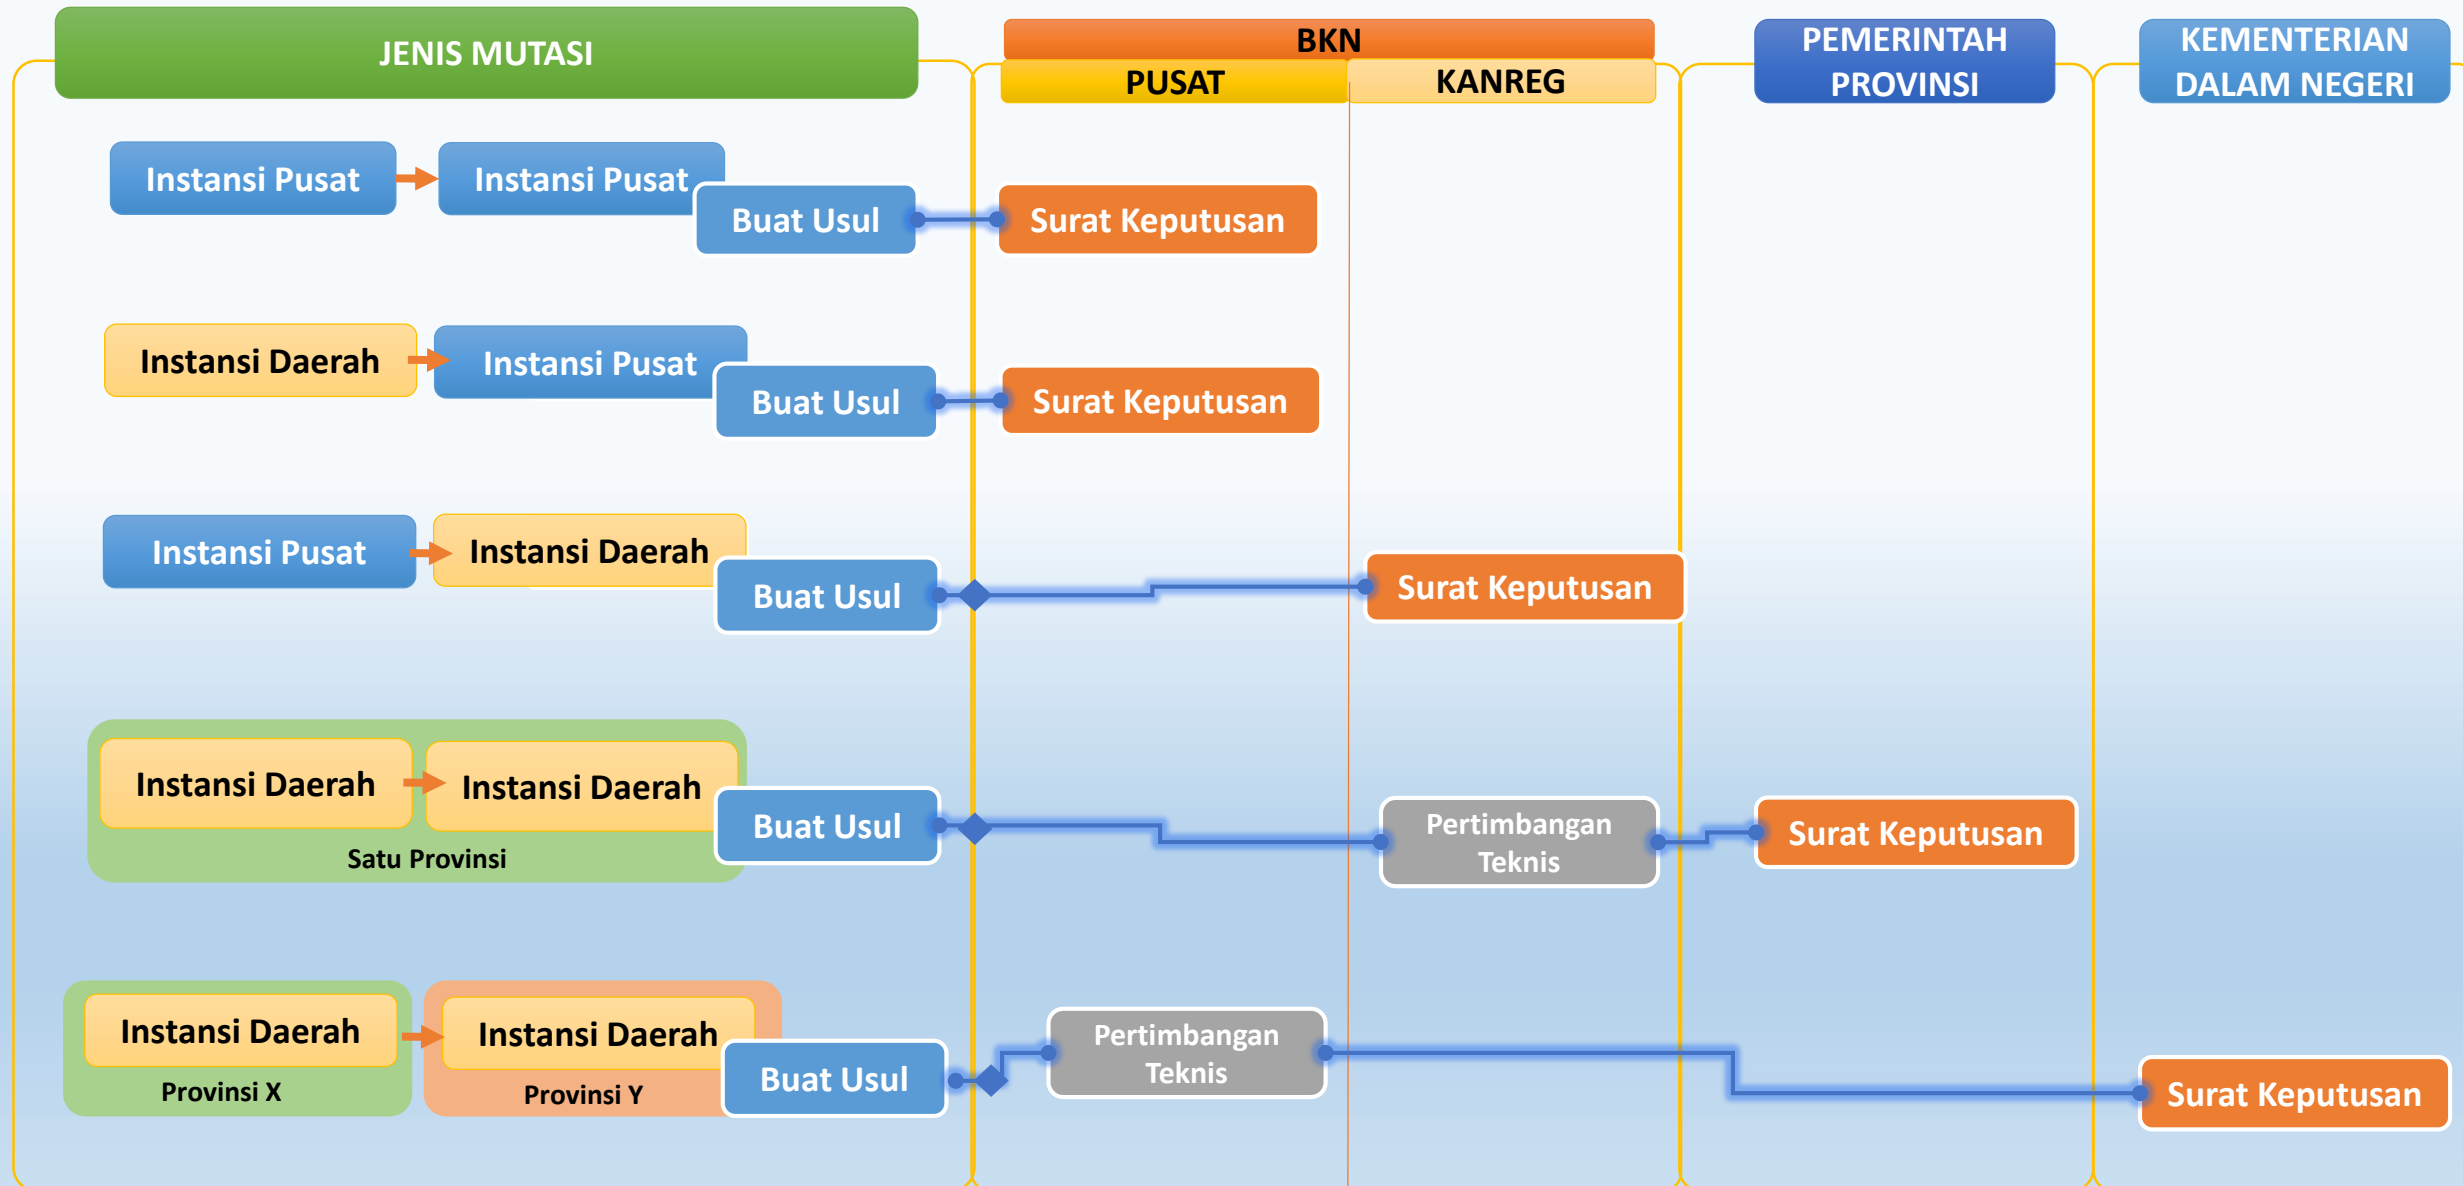 JENIS MUTASI
BKN
PUSAT
KANREG
PEMERINTAH
PROVINSI
KEMENTERIAN
DALAM NEGERI
Instansi Pusat
Instansi Pusat
Buat Usul
Surat Keputusan
Instansi Daerah
Instansi Pusat
Buat Usul
Surat Keputusan
Instansi Pusat
Instansi Daerah
Buat Usul
Surat Keputusan
Instansi Daerah
Instansi Daerah
Satu Provinsi
Buat Usul
Pertimbangan
Teknis
Surat Keputusan
Instansi Daerah
Provinsi X
Instansi Daerah
Provinsi Y
Buat Usul
Pertimbangan
Teknis
Surat Keputusan